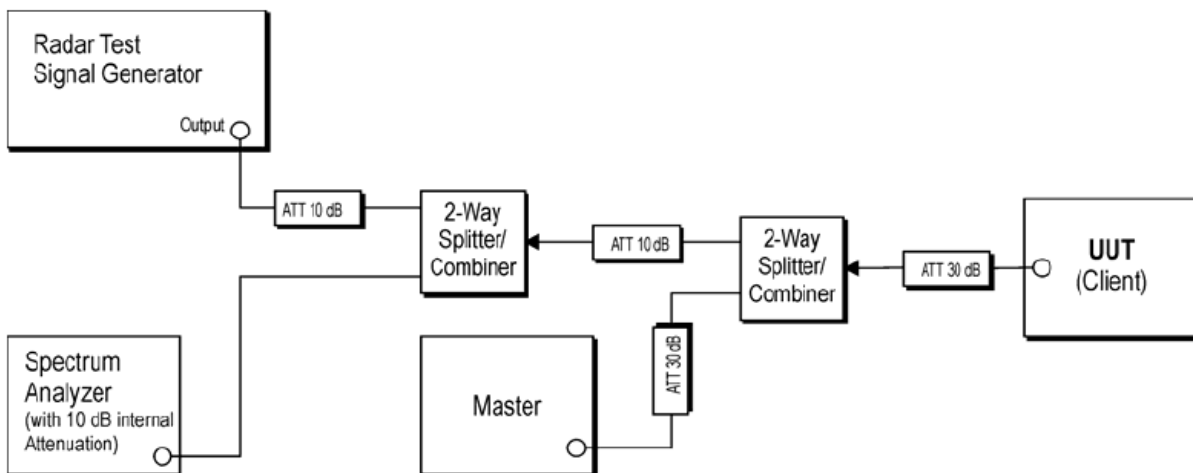 Radar Test
Signal Generator
Output
ATT 10 dB
2-Way
Splitter/
Combiner
ATT 10 dB
2-Way
Splitter/
Combiner
ATT 30 dB
UUT
(Client)
Spectrum
Analyzer
(with 10 dB internal
Attenuation)
Master
ATT 30 dB